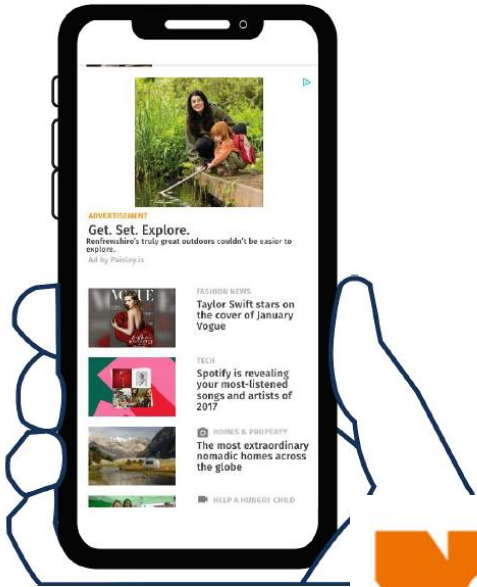 ADVERTISEMENT
Get. Set. Explore.
Renfrewshire's truly great outdoors couldn't be easier to
explore.
Ad by Paisley.is
VOGUE
FASHION NEWS
Taylor Swift stars on
the cover of January
Vogue
TECH
Spotify is revealing
your most-listened
songs and artists of
2017
HOMES & PROPERTY
The most extraordinary
nomadic homes across
the globe
HELP A HUNGRY CHILD